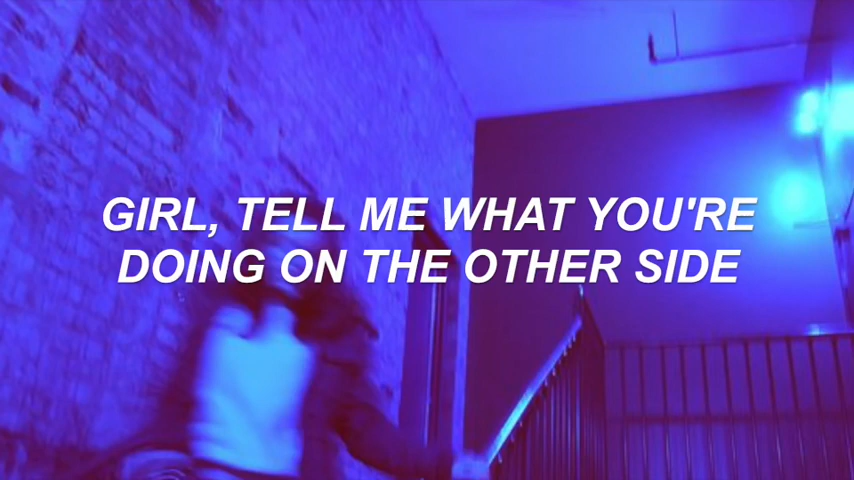 GIRL, TELL ME WHAT YOU'RE
DOING ON THE OTHER SIDE